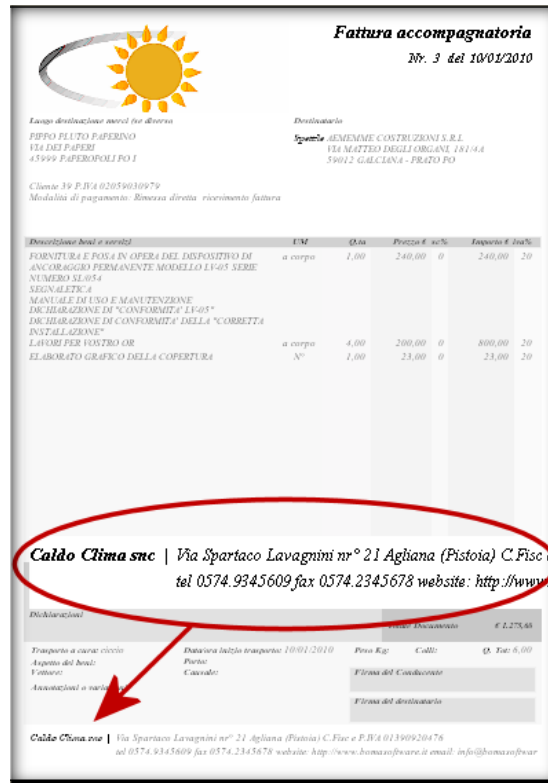 Fattura accompagnatoria
Nr. 3 del 10/01/2010
Luogo destinazione merci (se diverso
Destinatario
PIPPO PLUTO PAPERINO
VIA DEI PAPERI
45999 PAPEROPOLI PO I
Spettle AEMEMME COSTRUZIONI S.R.L.
VIA MATTEO DEGLI ORGANI, 181/4A
59012 GALCIANA - PRATO PO
Cliente 39 P.IVA 02059030979
Modalità di pagamento: Rimessa diretta ricevimento fattura
Descrizione beni e servizi U/M Q.ta Prezzo € sc% Importo € iva%
FORNITURA E POSA IN OPERA DEL DISPOSITIVO DI a corpo 1,00 240,00 0 240,00 20
ANCORAGGIO PERMANENTE MODELLO LV-05 SERIE
NUMERO SL/054
SEGNALETICA
MANUALE DI USO E MANUTENZIONE
DICHIARAZIONE DI "CONFORMITA' LV-05"
DICHIARAZIONE DI CONFORMITA' DELLA "CORRETTA
INSTALLAZIONE"
LAVORI PER VOSTRO OR a corpo 4,00 200,00 0 800,00 20
ELABORATO GRAFICO DELLA COPERTURA N° 1,00 23,00 0 23,00 20
Caldo Clima snc | Via Spartaco Lavagnini nr° 21 Agliana (Pistoia) C.Fisc
tel 0574.9345609 fax 0574.2345678 website: http://www
Dichiarazioni
Documento € 1.275,66
Trasporto a cura: ciccio Data/ora inizio trasporto: 10/01/2010 Peso Kg: Colli: Q. Tot: 6,00
Aspetto dei beni: Porto:
Vettore: Causale: Firma del Conducente
Annotazioni o
Firma del destinatario
Caldo Clima snc | Via Spartaco Lavagnini nr° 21 Agliana (Pistoia) C.Fisc e P.IVA 01390920476
tel 0574.9345609 fax 0574.2345678 website: http://www.bomasoftware.it email: info@bomasoftwar